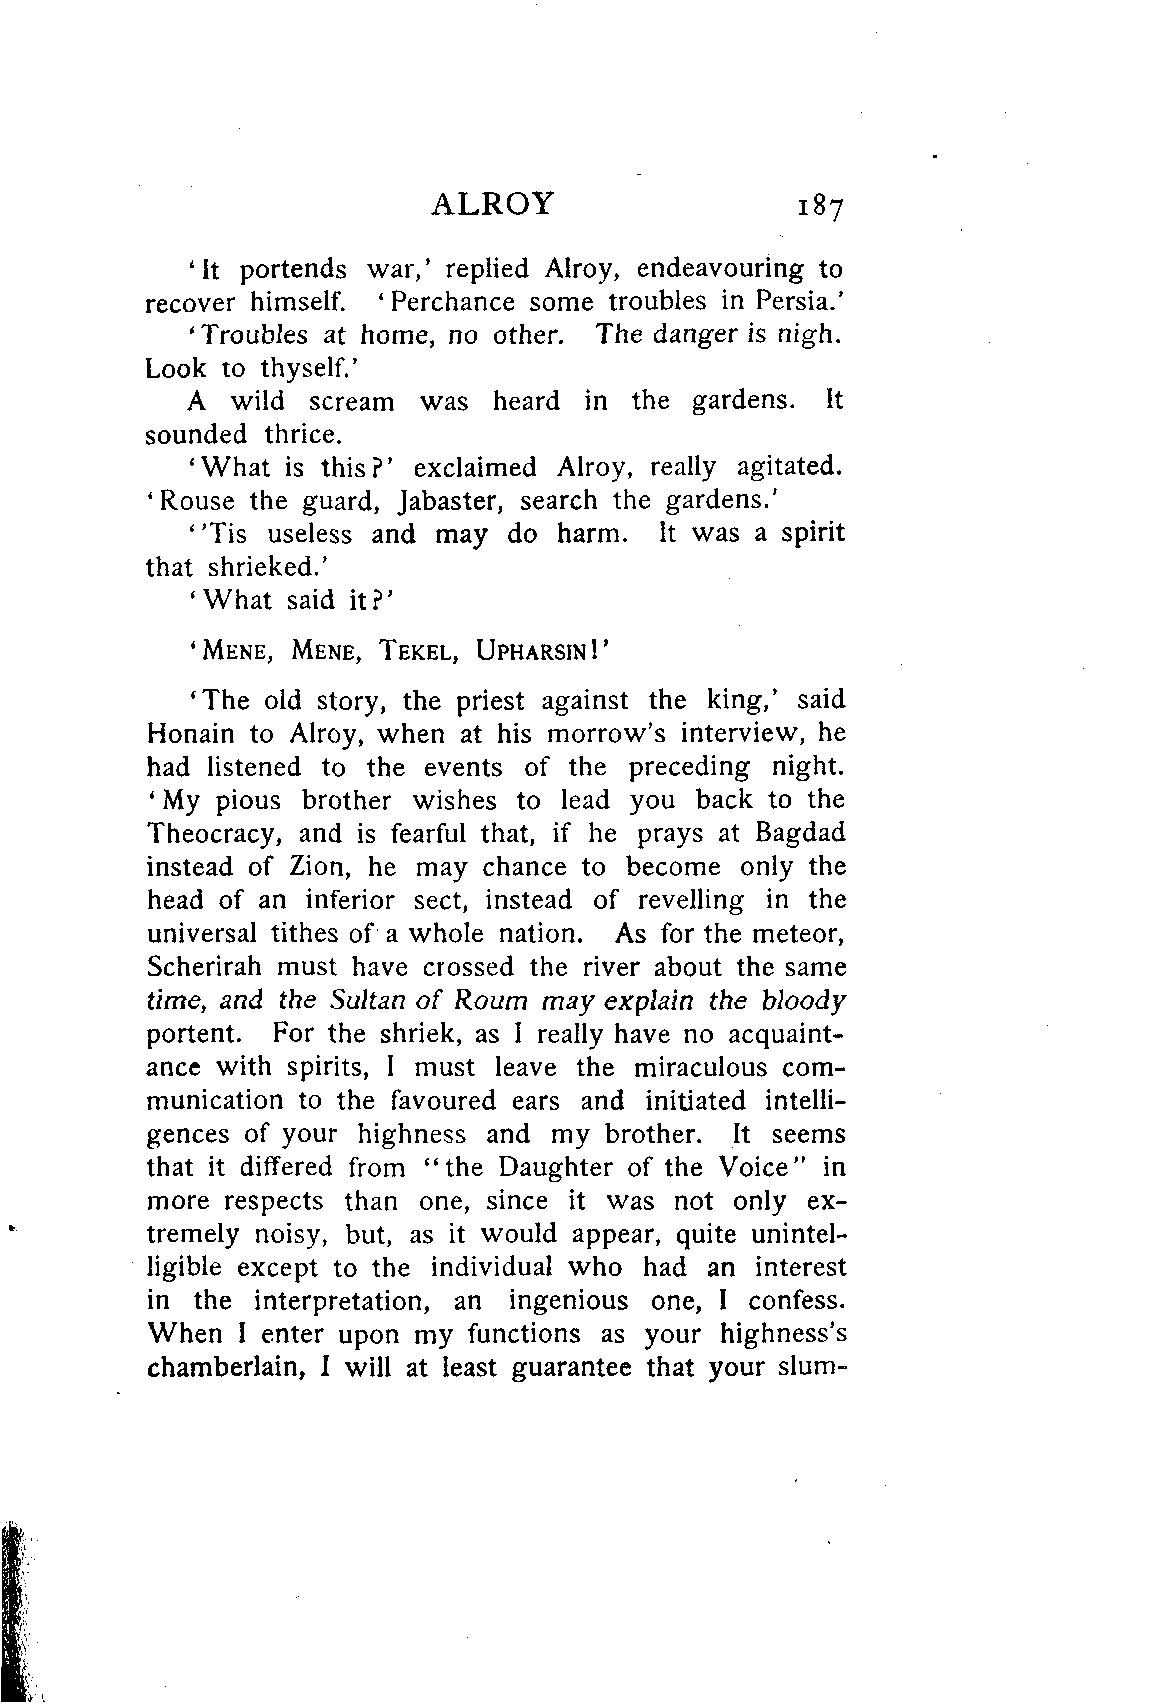 ALROY 187
‘It portends war,’ replied Alroy, endeavouring to
recover himself. ‘Perchance some troubles in Persia.’
‘Troubles at home, no other. The danger is nigh.
Look to thyself.’
A wild scream was heard in the gardens. It
sounded thrice.
‘What is this?’ exclaimed Alroy, really agitated.
‘Rouse the guard, Jabaster, search the gardens.’
‘’Tis useless and may do harm. It was a spirit
that shrieked.’
‘What said it?’
‘MENE, MENE, TEKEL, UPHARSIN!’
‘The old story, the priest against the king,’ said
Honain to Alroy, when at his morrow’s interview, he
had listened to the events of the preceding night.
‘My pious brother wishes to lead you back to the
Theocracy, and is fearful that, if he prays at Bagdad
instead of Zion, he may chance to become only the
head of an inferior sect, instead of revelling in the
universal tithes of a whole nation. As for the meteor,
Scherirah must have crossed the river about the same
time, and the Sultan of Roum may explain the bloody
portent. For the shriek, as I really have no acquaint-
ance with spirits, I must leave the miraculous com-
munication to the favoured ears and initiated intelli-
gences of your highness and my brother. It seems
that it differed from “the Daughter of the Voice” in
more respects than one, since it was not only ex-
tremely noisy, but, as it would appear, quite unintel-
ligible except to the individual who had an interest
in the interpretation, an ingenious one, I confess.
When I enter upon my functions as your highness’s
chamberlain, I will at least guarantee that your slum-